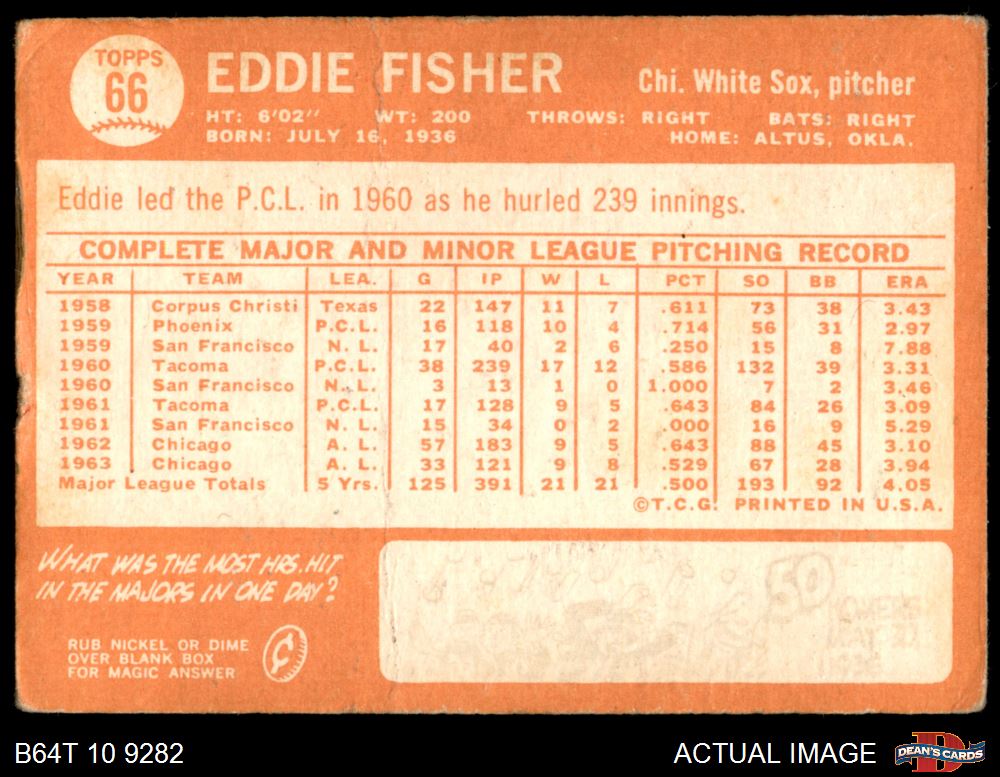 TOPPS
66
EDDIE FISHER
Chi. White Sox, pitcher
HT: 6'02" WT: 200 THROWS: RIGHT BATS: RIGHT
BORN: JULY 16, 1936 HOME: ALTUS, OKLA.
Eddie led the P.C.L. in 1960 as he hurled 239 innings.
COMPLETE MAJOR AND MINOR LEAGUE PITCHING RECORD
YEAR TEAM LEA. G IP W L PCT SO BB ERA
1958 Corpus Christi Texas 22 147 11 7 .611 73 38 3.43
1959 Phoenix P.C.L. 16 118 10 4 .714 56 31 2.97
1959 San Francisco N. L. 17 40 2 6 .250 15 8 7.88
1960 Tacoma P.C.L. 38 239 17 12 .586 132 39 3.31
1960 San Francisco N. L. 3 13 1 0 1.000 7 2 3.46
1961 Tacoma P.C.L. 17 128 9 5 .643 84 26 3.09
1961 San Francisco N. L. 15 34 0 2 .000 16 9 5.29
1962 Chicago A. L. 57 183 9 5 .643 88 45 3.10
1963 Chicago A. L. 33 121 9 8 .529 67 28 3.94
Major League Totals 5 Yrs. 125 391 21 21 .500 193 92 4.05
©T.C.G. PRINTED IN U.S.A.
WHAT WAS THE MOST HRS. HIT
IN THE MAJORS IN ONE DAY?
50
RUB NICKEL OR DIME
OVER BLANK BOX
FOR MAGIC ANSWER
B64T 10 9282
ACTUAL IMAGE
DEAN'S CARDS